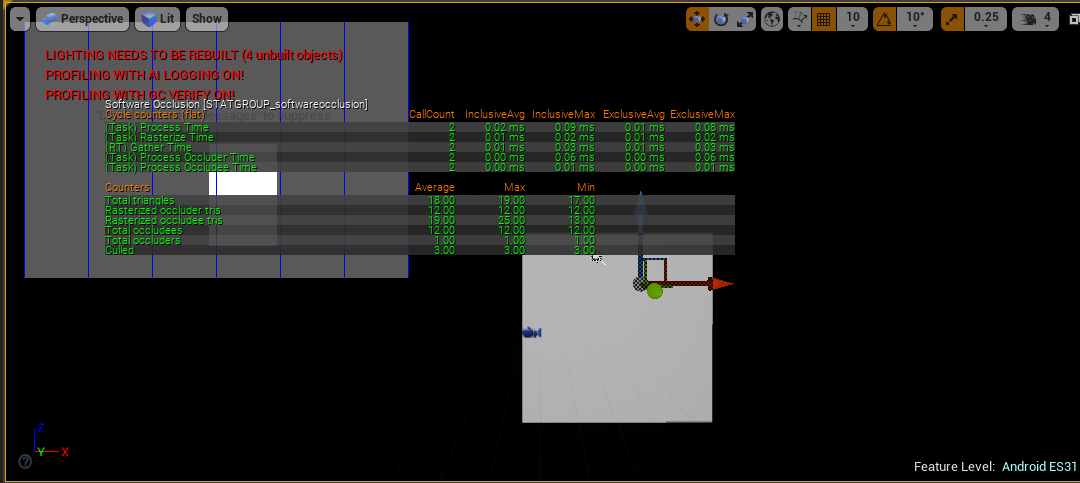 Perspective Lit Show 10 10° 0.25 4
LIGHTING NEEDS TO BE REBUILT (4 unbuilt objects)
PROFILING WITH AI LOGGING ON!
PROFILING WITH GC VERIFY ON!
Software Occlusion [STATGROUP_softwareocclusion]
to suppress
Cycle counters (flat) CallCount InclusiveAvg InclusiveMax ExclusiveAvg ExclusiveMax
(Task) Process Time 2 0.02 ms 0.09 ms 0.01 ms 0.08 ms
(Task) Rasterize Time 2 0.01 ms 0.02 ms 0.01 ms 0.02 ms
(RT) Gather Time 2 0.01 ms 0.03 ms 0.01 ms 0.03 ms
(Task) Process Occluder Time 2 0.00 ms 0.06 ms 0.00 ms 0.06 ms
(Task) Process Occludee Time 2 0.00 ms 0.01 ms 0.00 ms 0.01 ms
Counters Average Max Min
Total triangles 18.00 19.00 17.00
Rasterized occluder tris 12.00 12.00 12.00
Rasterized occludee tris 19.00 25.00 13.00
Total occludees 12.00 12.00 12.00
Total occluders 1.00 1.00 1.00
Culled 3.00 3.00 3.00
Z
Y X
?
Feature Level: Android ES31